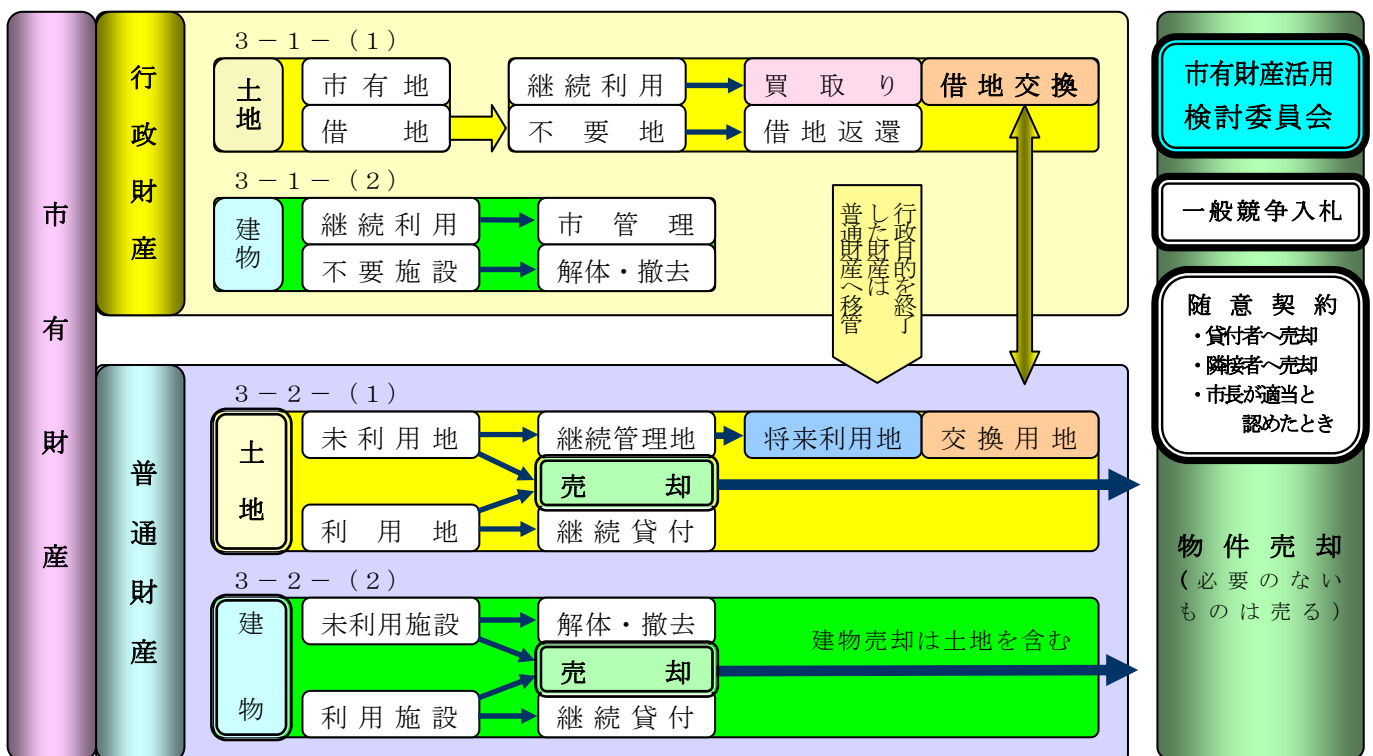 市有財産
行政財産
3－1－(1)
土地
市有地
借地
継続利用
不要地
買取り
借地返還
借地交換
3－1－(2)
建物
継続利用
不要施設
市管理
解体・撤去
行政目的を終了
した財産は
普通財産へ移管
普通財産
3－2－(1)
土地
未利用地
利用地
継続管理地
売却
継続貸付
将来利用地
交換用地
3－2－(2)
建物
未利用施設
利用施設
解体・撤去
売却
継続貸付
建物売却は土地を含む
市有財産活用
検討委員会
一般競争入札
随意契約
・貸付者へ売却
・隣接者へ売却
・市長が適当と
認めたとき
物件売却
(必要のない
ものは売る)